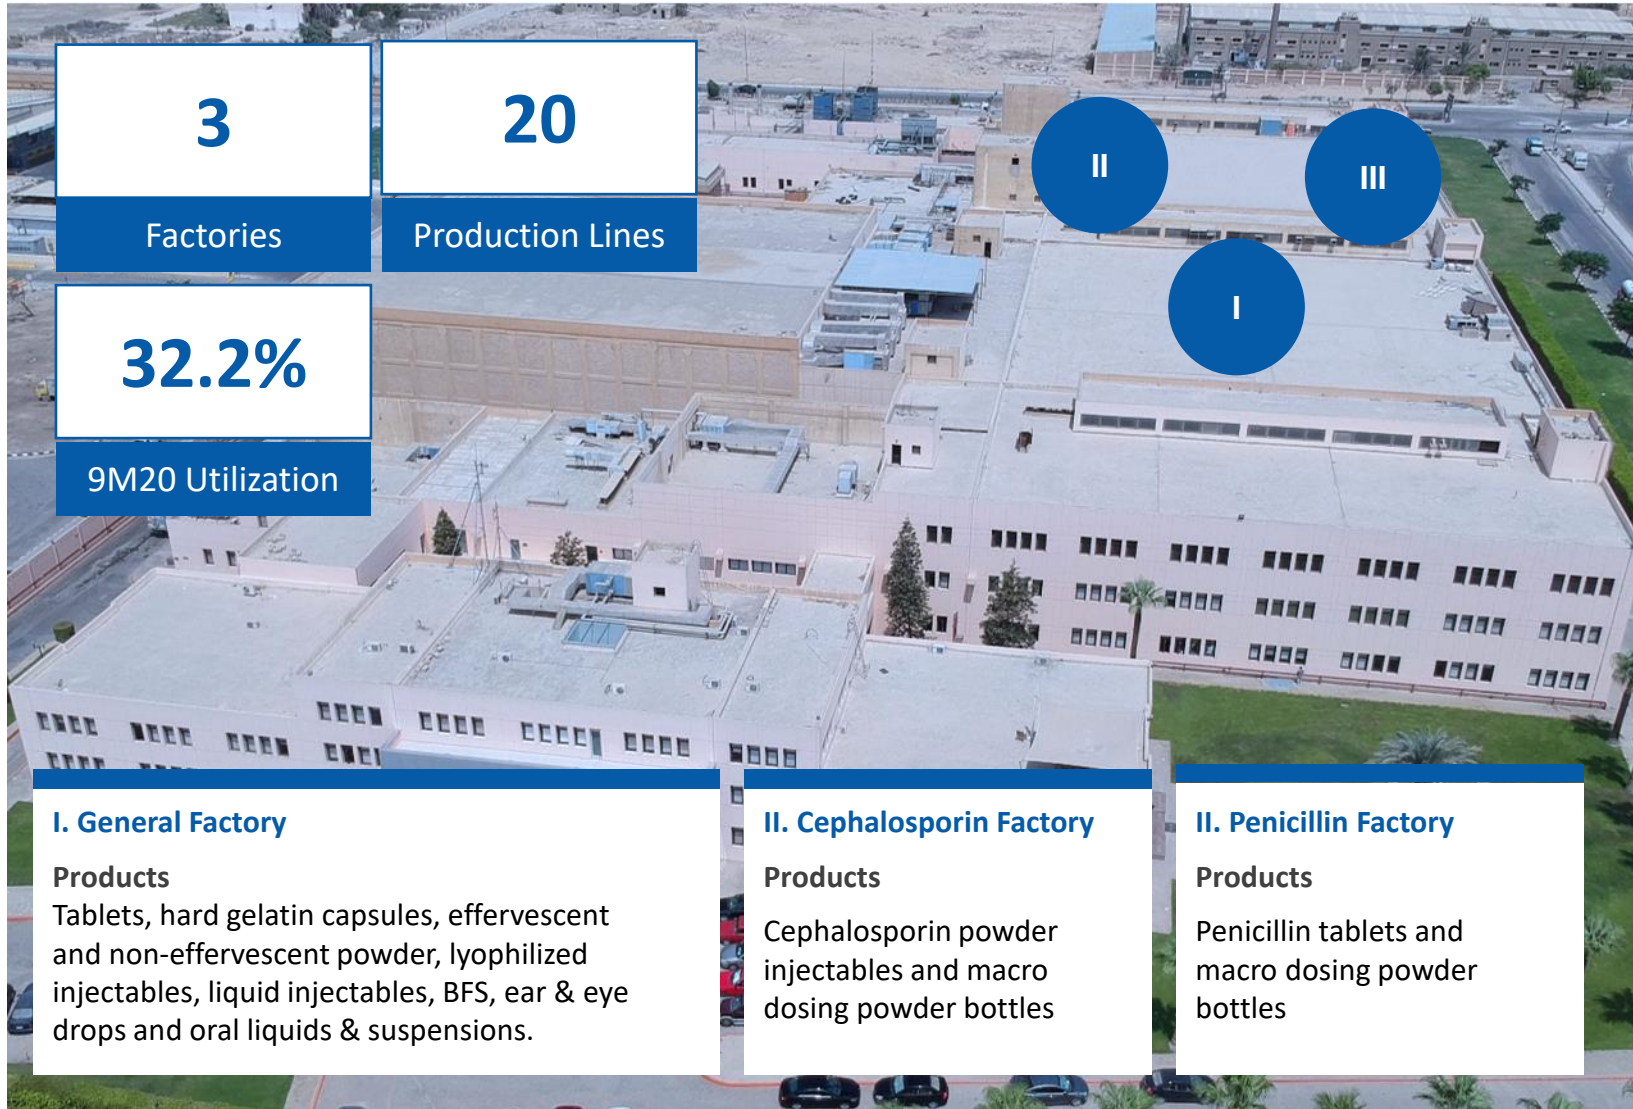 3
Factories
20
Production Lines
32.2%
9M20 Utilization
II
III
I
I. General Factory
Products
Tablets, hard gelatin capsules, effervescent
and non-effervescent powder, lyophilized
injectables, liquid injectables, BFS, ear & eye
drops and oral liquids & suspensions.
II. Cephalosporin Factory
Products
Cephalosporin powder
injectables and macro
dosing powder bottles
II. Penicillin Factory
Products
Penicillin tablets and
macro dosing powder
bottles